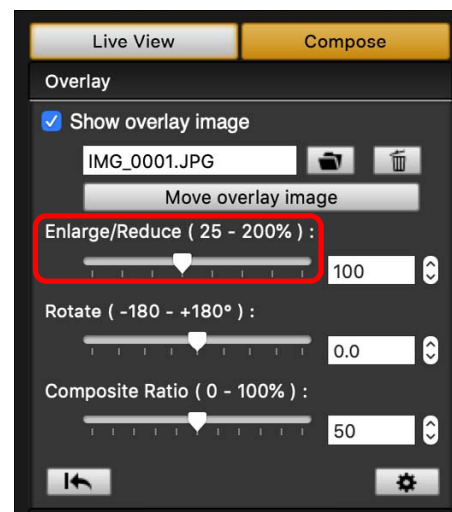 Live View Compose
Overlay
Show overlay image
IMG_0001.JPG
Move overlay image
Enlarge/Reduce ( 25 - 200% ) :
100
Rotate ( -180 - +180° ) :
0.0
Composite Ratio ( 0 - 100% ) :
50